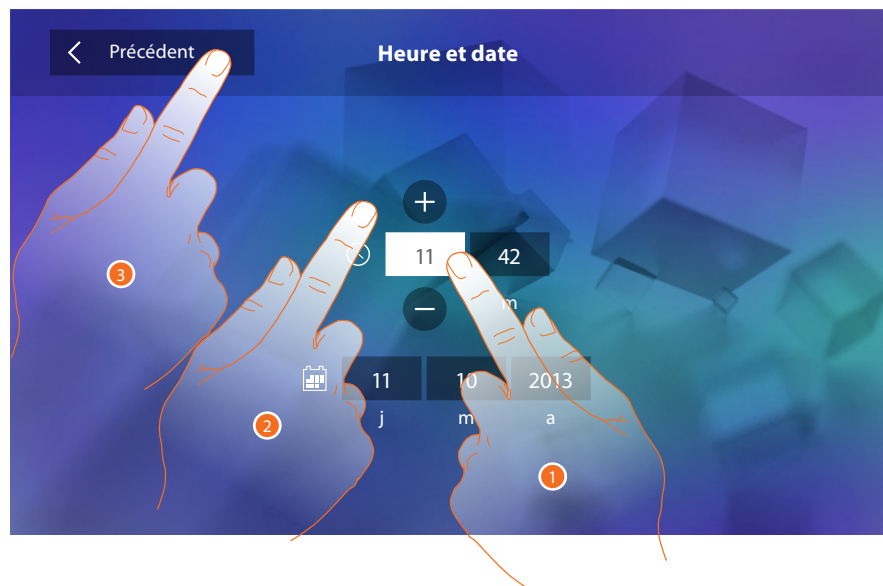 Précédent
Heure et date
+
11 42
m
−
11 10 2013
j m a
3
2
1